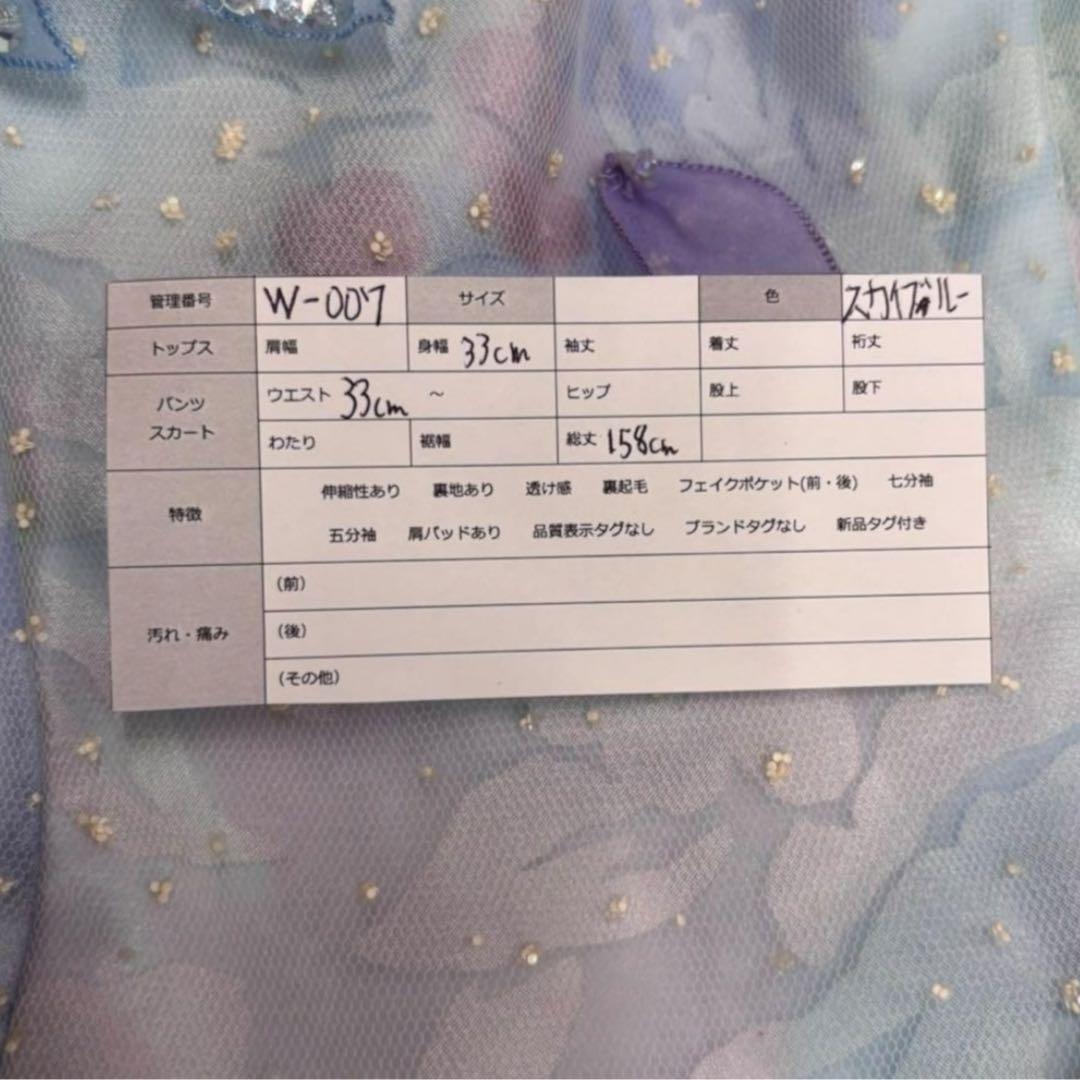 管理番号 W-007 サイズ 色 スカイブルー
トップス 肩幅 身幅 33cm 袖丈 着丈 裄丈
パンツ スカート ウエスト 33cm ～ ヒップ 股上 股下
わたり 裾幅 総丈 158cm
特徴 伸縮性あり 裏地あり 透け感 裏起毛 フェイクポケット(前・後) 七分袖
五分袖 肩パッドあり 品質表示タグなし ブランドタグなし 新品タグ付き
汚れ・痛み (前)
(後)
(その他)